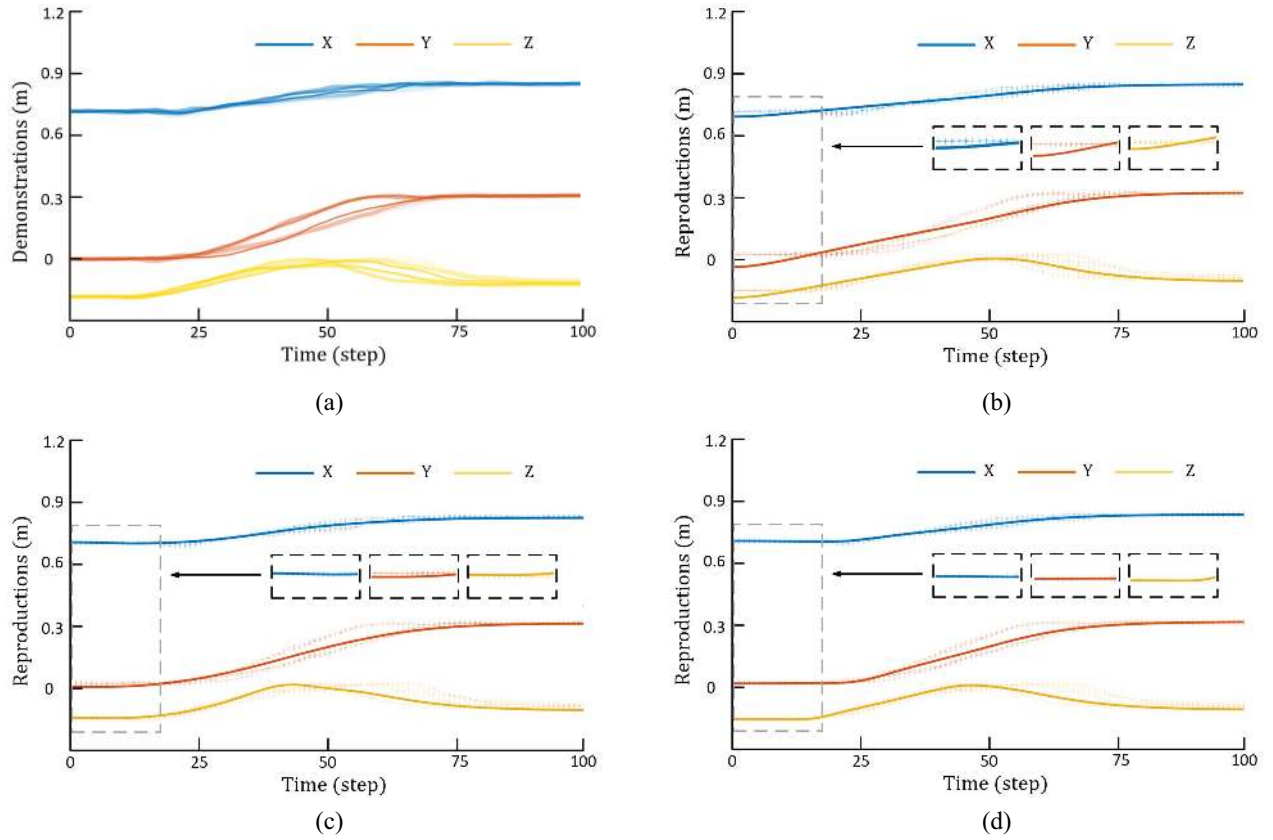 1.2
X Y Z
0.9
0.6
0.3
0
Demonstrations (m)
0 25 50 75 100
Time (step)
(a)
1.2
X Y Z
0.9
0.6
0.3
0
Reproductions (m)
0 25 50 75 100
Time (step)
(b)
1.2
X Y Z
0.9
0.6
0.3
0
Reproductions (m)
0 25 50 75 100
Time (step)
(c)
1.2
X Y Z
0.9
0.6
0.3
0
Reproductions (m)
0 25 50 75 100
Time (step)
(d)